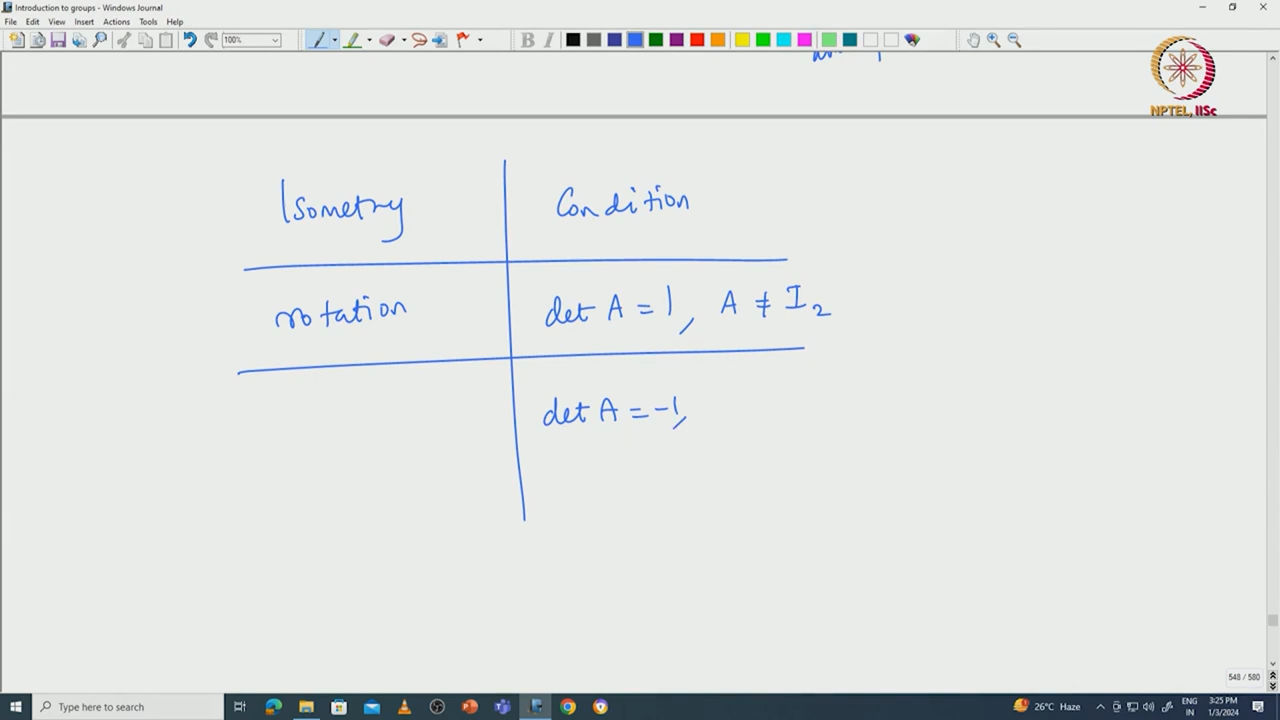 Introduction to groups - Windows Journal
File Edit View Insert Actions Tools Help
100%
NPTEL, IISc
Isometry Condition
rotation det A = 1, A ≠ I₂
det A = -1,
548 / 580
Type here to search
26°C Haze
ENG
IN
3:25 PM
1/3/2024